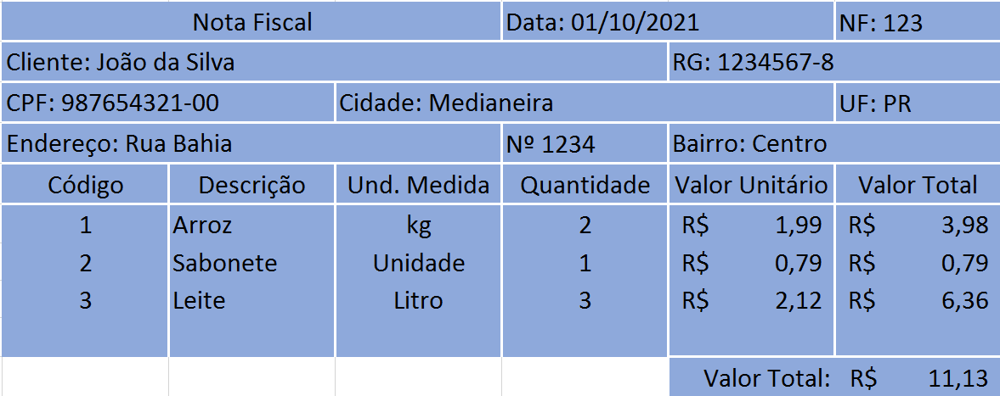 Nota Fiscal Data: 01/10/2021 NF: 123
Cliente: João da Silva RG: 1234567-8
CPF: 987654321-00 Cidade: Medianeira UF: PR
Endereço: Rua Bahia Nº 1234 Bairro: Centro
Código Descrição Und. Medida Quantidade Valor Unitário Valor Total
1 Arroz kg 2 R$ 1,99 R$ 3,98
2 Sabonete Unidade 1 R$ 0,79 R$ 0,79
3 Leite Litro 3 R$ 2,12 R$ 6,36
Valor Total: R$ 11,13